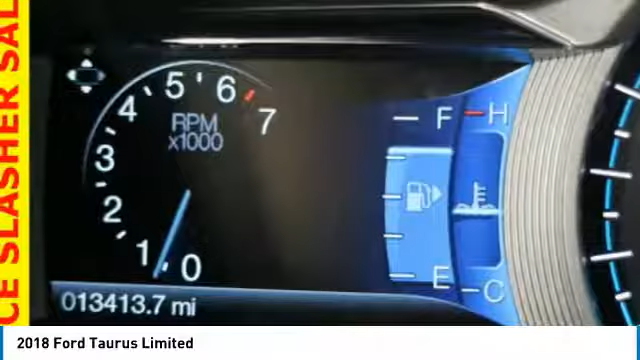 CE SLASHER SAL
5
6
4
7
RPM
x1000
3
2
1
0
F
H
E
C
013413.7 mi
2018 Ford Taurus Limited